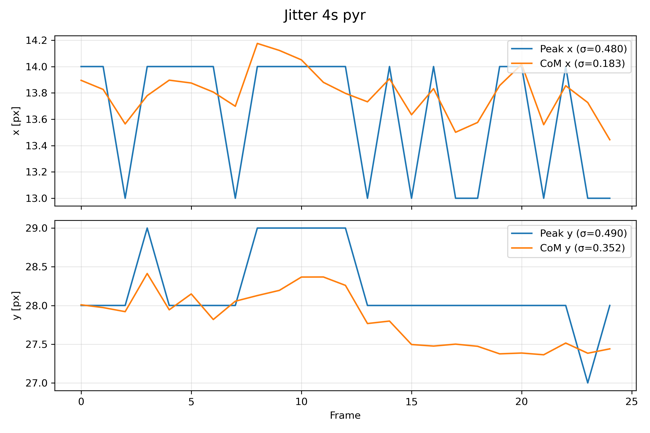 Jitter 4s pyr
14.2
14.0
13.8
13.6
13.4
13.2
13.0
x [px]
Peak x (σ=0.480)
CoM x (σ=0.183)
29.0
28.5
28.0
27.5
27.0
y [px]
Peak y (σ=0.490)
CoM y (σ=0.352)
0 5 10 15 20 25
Frame